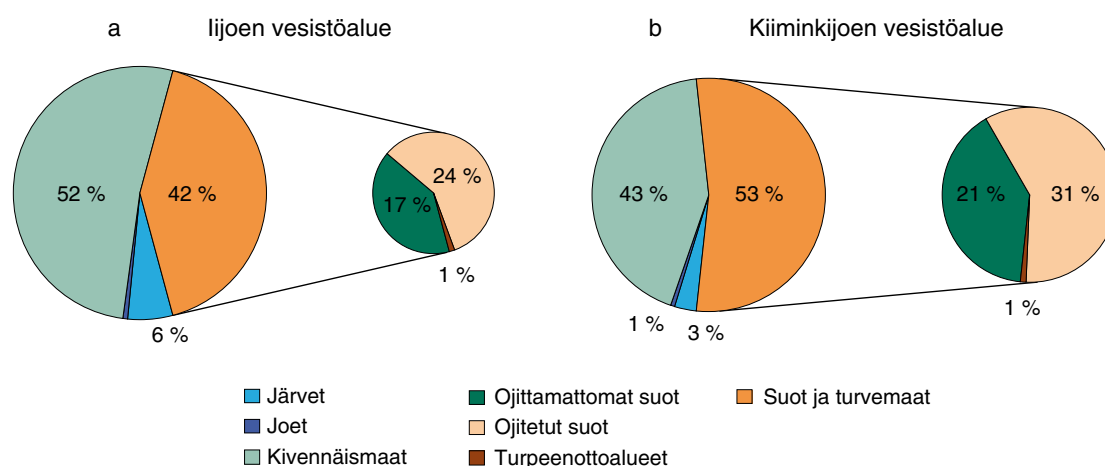 a Iijoen vesistöalue
b Kiiminkijoen vesistöalue
52 %
42 %
6 %
24 %
17 %
1 %
43 %
53 %
1 %
3 %
21 %
31 %
1 %
Järvet
Joet
Kivennäismaat
Ojittamattomat suot
Ojitetut suot
Turpeenottoalueet
Suot ja turvemaat